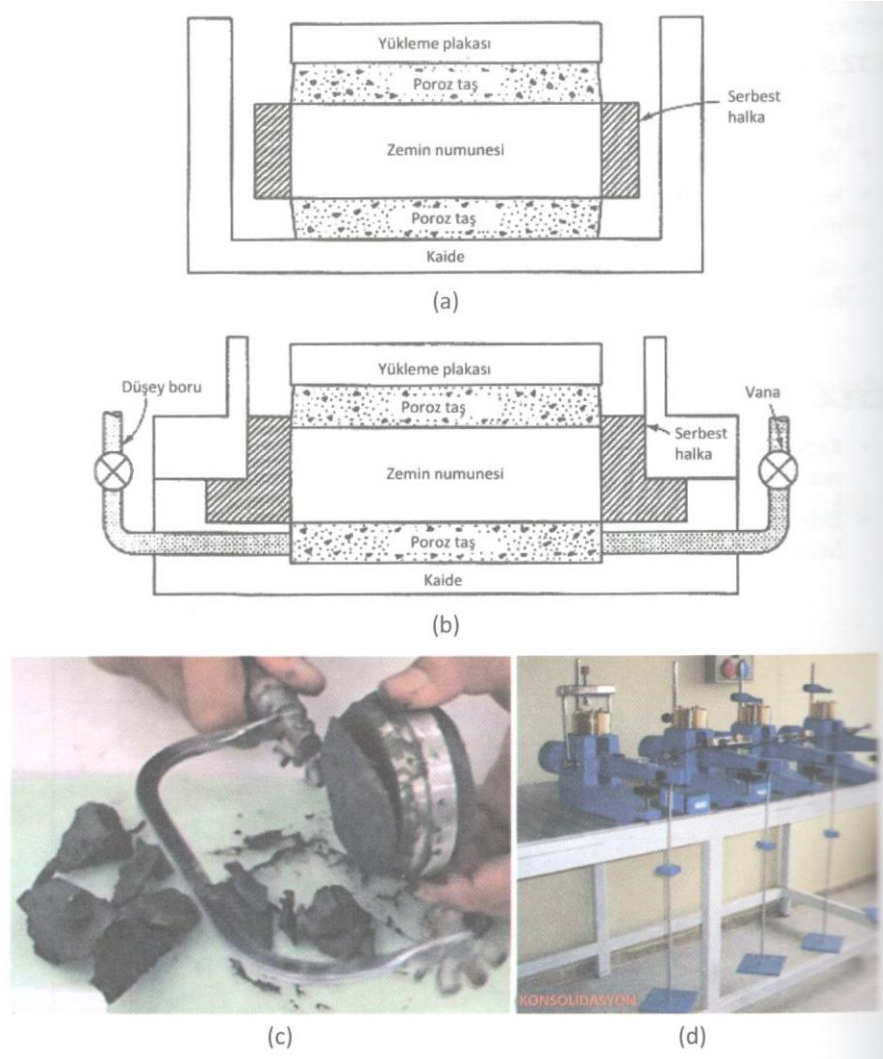 Yükleme plakası
Poroz taş
Serbest
halka
Zemin numunesi
Poroz taş
Kaide
(a)
Yükleme plakası
Düşey boru
Vana
Poroz taş
Serbest
halka
Zemin numunesi
Poroz taş
Kaide
(b)
KONSOLİDASYON
(c)
(d)